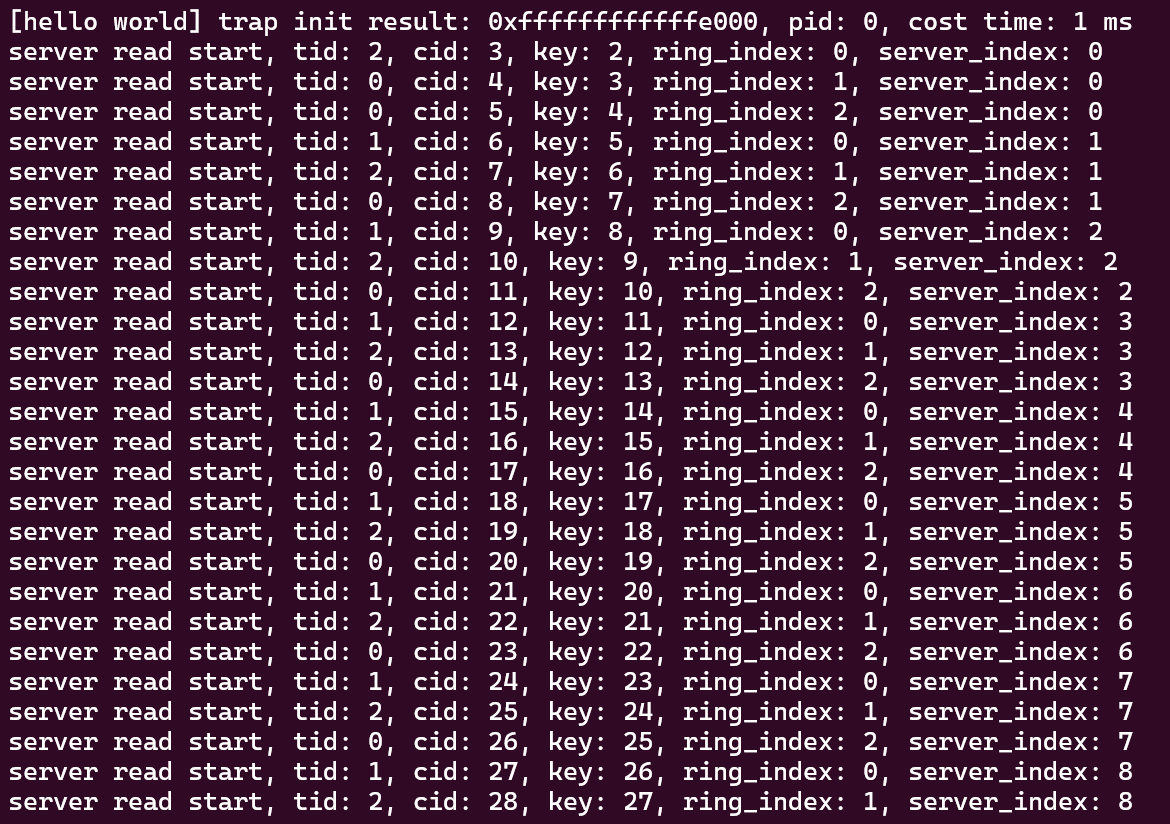 [hello world] trap init result: 0xffffffffffffe000, pid: 0, cost time: 1 ms
server read start, tid: 2, cid: 3, key: 2, ring_index: 0, server_index: 0
server read start, tid: 0, cid: 4, key: 3, ring_index: 1, server_index: 0
server read start, tid: 0, cid: 5, key: 4, ring_index: 2, server_index: 0
server read start, tid: 1, cid: 6, key: 5, ring_index: 0, server_index: 1
server read start, tid: 2, cid: 7, key: 6, ring_index: 1, server_index: 1
server read start, tid: 0, cid: 8, key: 7, ring_index: 2, server_index: 1
server read start, tid: 1, cid: 9, key: 8, ring_index: 0, server_index: 2
server read start, tid: 2, cid: 10, key: 9, ring_index: 1, server_index: 2
server read start, tid: 0, cid: 11, key: 10, ring_index: 2, server_index: 2
server read start, tid: 1, cid: 12, key: 11, ring_index: 0, server_index: 3
server read start, tid: 2, cid: 13, key: 12, ring_index: 1, server_index: 3
server read start, tid: 0, cid: 14, key: 13, ring_index: 2, server_index: 3
server read start, tid: 1, cid: 15, key: 14, ring_index: 0, server_index: 4
server read start, tid: 2, cid: 16, key: 15, ring_index: 1, server_index: 4
server read start, tid: 0, cid: 17, key: 16, ring_index: 2, server_index: 4
server read start, tid: 1, cid: 18, key: 17, ring_index: 0, server_index: 5
server read start, tid: 2, cid: 19, key: 18, ring_index: 1, server_index: 5
server read start, tid: 0, cid: 20, key: 19, ring_index: 2, server_index: 5
server read start, tid: 1, cid: 21, key: 20, ring_index: 0, server_index: 6
server read start, tid: 2, cid: 22, key: 21, ring_index: 1, server_index: 6
server read start, tid: 0, cid: 23, key: 22, ring_index: 2, server_index: 6
server read start, tid: 1, cid: 24, key: 23, ring_index: 0, server_index: 7
server read start, tid: 2, cid: 25, key: 24, ring_index: 1, server_index: 7
server read start, tid: 0, cid: 26, key: 25, ring_index: 2, server_index: 7
server read start, tid: 1, cid: 27, key: 26, ring_index: 0, server_index: 8
server read start, tid: 2, cid: 28, key: 27, ring_index: 1, server_index: 8